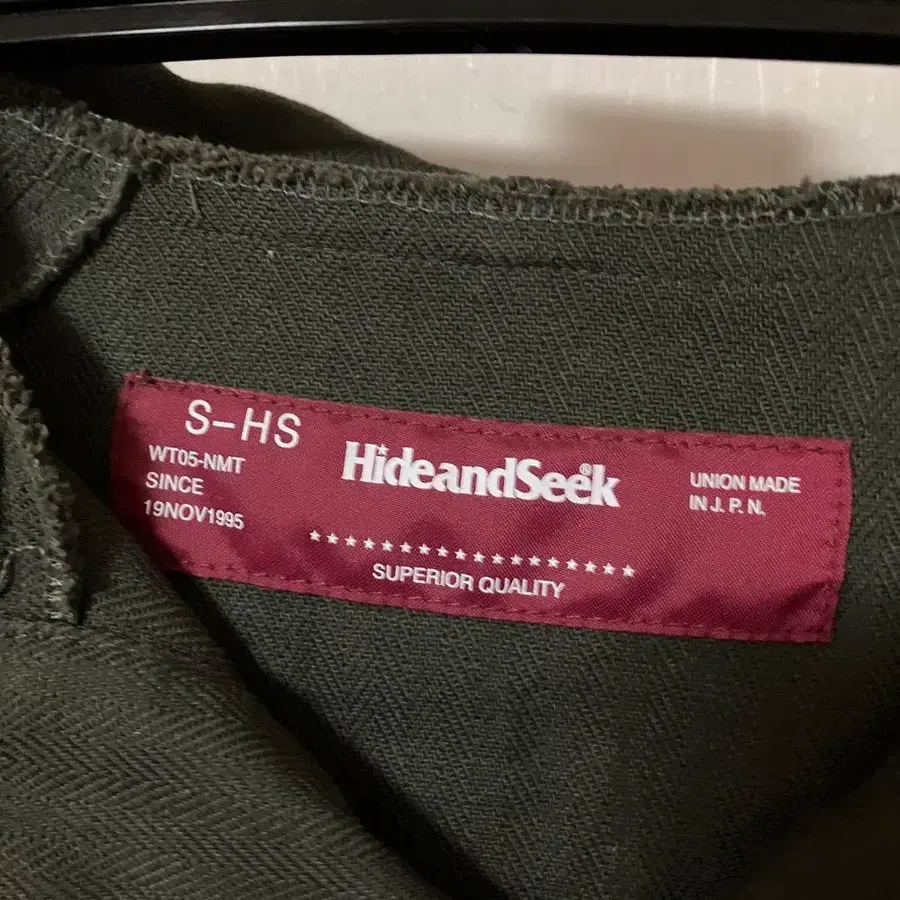 S-HS
WT05-NMT
SINCE
19NOV1995
HideandSeek®
★★★★★★★★★★★★★★★★★★
SUPERIOR QUALITY
UNION MADE
IN J. P. N.